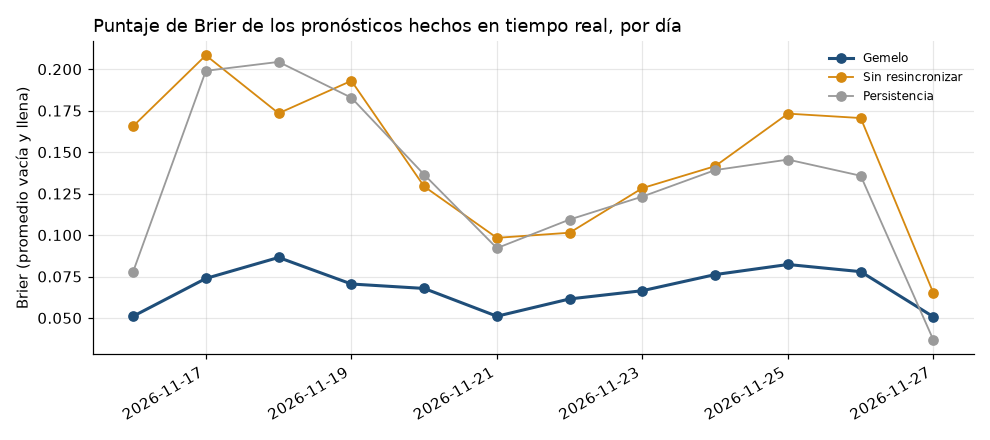 Puntaje de Brier de los pronósticos hechos en tiempo real, por día
Brier (promedio vacía y llena)
0.200
0.175
0.150
0.125
0.100
0.075
0.050
Gemelo
Sin resincronizar
Persistencia
2026-11-17
2026-11-19
2026-11-21
2026-11-23
2026-11-25
2026-11-27